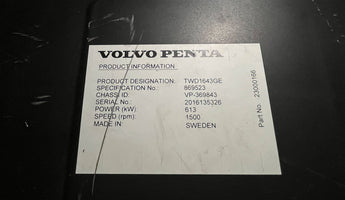 VOLVO PENTA
PRODUCT INFORMATION
PRODUCT DESIGNATION: TWD1643GE
SPECIFICATION No.: 869523
CHASSI ID: VP-369843
SERIAL No.: 2016135326
POWER (kW): 613
SPEED (rpm): 1500
MADE IN: SWEDEN
Part No. 23030166